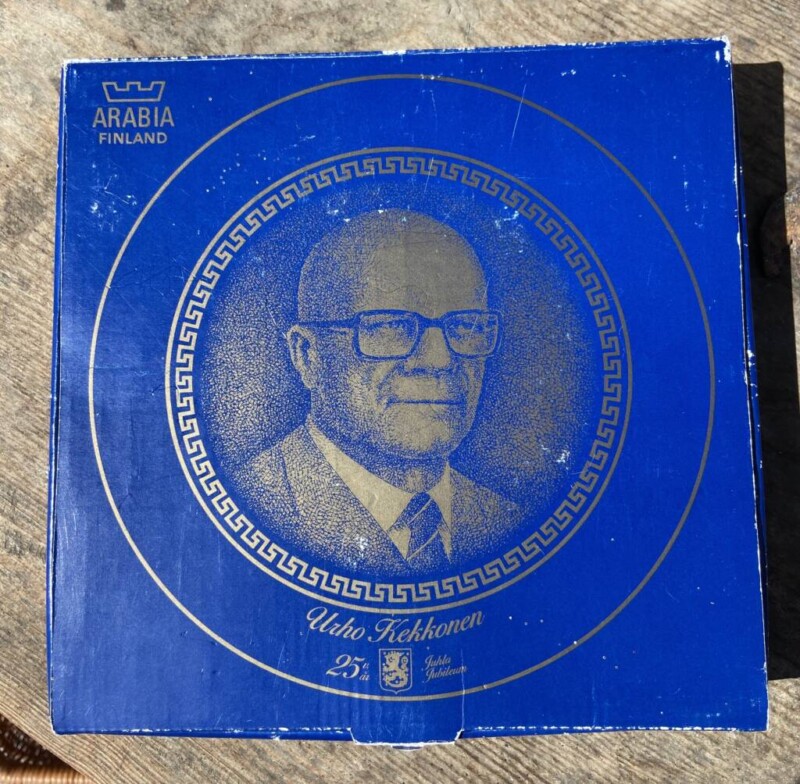 ARABIA
FINLAND
Urho Kekkonen
25
Juhla
Jubileum